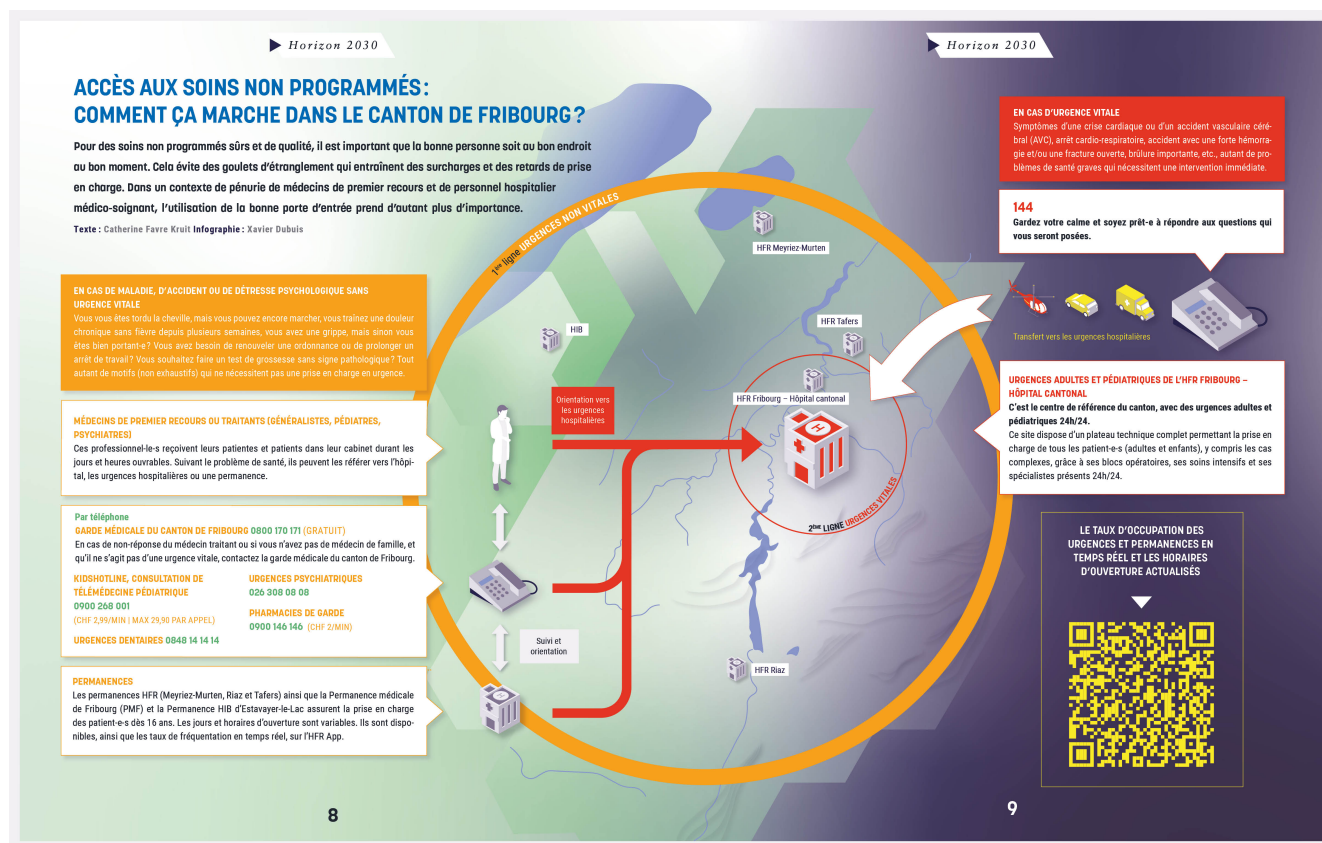 Horizon 2030
Horizon 2030
ACCÈS AUX SOINS NON PROGRAMMÉS :
COMMENT ÇA MARCHE DANS LE CANTON DE FRIBOURG ?
Pour des soins non programmés sûrs et de qualité, il est important que la bonne personne soit au bon endroit
au bon moment. Cela évite des goulets d'étranglement qui entraînent des surcharges et des retards de prise
en charge. Dans un contexte de pénurie de médecins de premier recours et de personnel hospitalier
médico-soignant, l'utilisation de la bonne porte d'entrée prend d'autant plus d'importance.
Texte : Catherine Favre Kruit Infographie : Xavier Dubuis
EN CAS DE MALADIE, D'ACCIDENT OU DE DÉTRESSE PSYCHOLOGIQUE SANS
URGENCE VITALE
Vous vous êtes tordu la cheville, mais vous pouvez encore marcher, vous traînez une douleur
chronique sans fièvre depuis plusieurs semaines, vous avez une grippe, mais sinon vous
êtes bien portant-e ? Vous avez besoin de renouveler une ordonnance ou de prolonger un
arrêt de travail ? Vous souhaitez faire un test de grossesse sans signe pathologique ? Tout
autant de motifs (non exhaustifs) qui ne nécessitent pas une prise en charge en urgence.
MÉDECINS DE PREMIER RECOURS OU TRAITANTS (GÉNÉRALISTES, PÉDIATRES,
PSYCHIATRES)
Ces professionnel-le-s reçoivent leurs patientes et patients dans leur cabinet durant les
jours et heures ouvrables. Suivant le problème de santé, ils peuvent les référer vers l'hôpi-
tal, les urgences hospitalières ou une permanence.
Par téléphone
GARDE MÉDICALE DU CANTON DE FRIBOURG 0800 170 171 (GRATUIT)
En cas de non-réponse du médecin traitant ou si vous n'avez pas de médecin de famille, et
qu'il ne s'agit pas d'une urgence vitale, contactez la garde médicale du canton de Fribourg.
KIDSHOTLINE, CONSULTATION DE
TÉLÉMÉDECINE PÉDIATRIQUE
0900 268 001
(CHF 2,99/MIN | MAX 29,90 PAR APPEL)
URGENCES DENTAIRES 0848 14 14 14
URGENCES PSYCHIATRIQUES
026 308 08 08
PHARMACIES DE GARDE
0900 146 146 (CHF 2/MIN)
PERMANENCES
Les permanences HFR (Meyriez-Murten, Riaz et Tafers) ainsi que la Permanence médicale
de Fribourg (PMF) et la Permanence HIB d'Estavayer-le-Lac assurent la prise en charge
des patient-e-s dès 16 ans. Les jours et horaires d'ouverture sont variables. Ils sont dispo-
nibles, ainsi que les taux de fréquentation en temps réel, sur l'HFR App.
1ère ligne URGENCES NON VITALES
HFR Meyriez-Murten
HIB
HFR Tafers
HFR Fribourg – Hôpital cantonal
Orientation vers
les urgences
hospitalières
2ème LIGNE URGENCES VITALES
Suivi et
orientation
HFR Riaz
EN CAS D'URGENCE VITALE
Symptômes d'une crise cardiaque ou d'un accident vasculaire céré-
bral (AVC), arrêt cardio-respiratoire, accident avec une forte hémorra-
gie et/ou une fracture ouverte, brûlure importante, etc., autant de pro-
blèmes de santé graves qui nécessitent une intervention immédiate.
144
Gardez votre calme et soyez prêt-e à répondre aux questions qui
vous seront posées.
Transfert vers les urgences hospitalières
URGENCES ADULTES ET PÉDIATRIQUES DE L'HFR FRIBOURG –
HÔPITAL CANTONAL
C'est le centre de référence du canton, avec des urgences adultes et
pédiatriques 24h/24.
Ce site dispose d'un plateau technique complet permettant la prise en
charge de tous les patient-e-s (adultes et enfants), y compris les cas
complexes, grâce à ses blocs opératoires, ses soins intensifs et ses
spécialistes présents 24h/24.
LE TAUX D'OCCUPATION DES
URGENCES ET PERMANENCES EN
TEMPS RÉEL ET LES HORAIRES
D'OUVERTURE ACTUALISÉS
H
8
9